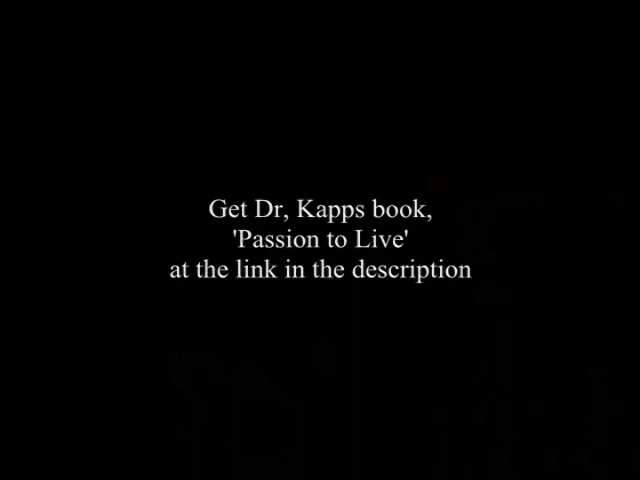 Get Dr, Kapps book,
'Passion to Live'
at the link in the description